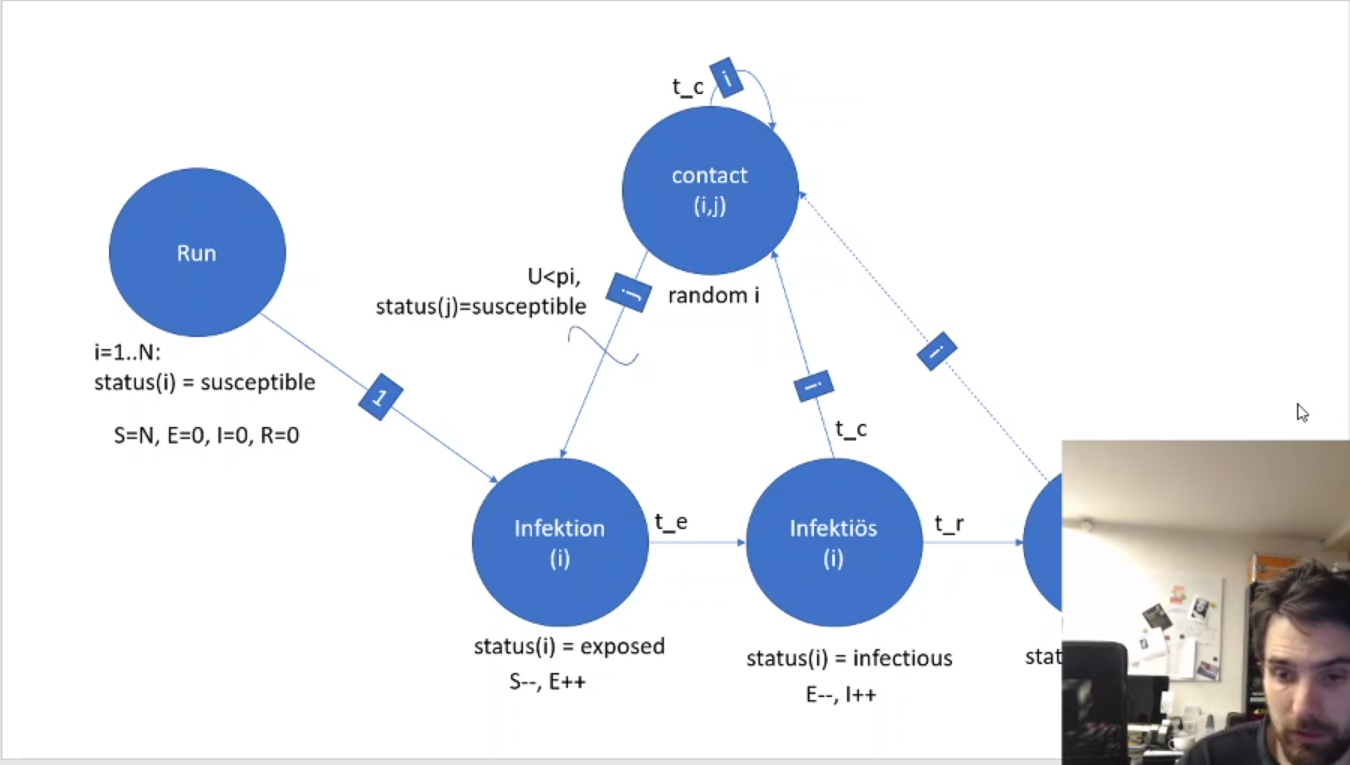 t_c
i
contact
(i,j)
Run
U<pi,
status(j)=susceptible
j
random i
i
i=1..N:
status(i) = susceptible
1
i
t_c
S=N, E=0, I=0, R=0
Infektion
(i)
t_e
Infektiös
(i)
t_r
status(i) = exposed
S--, E++
status(i) = infectious
E--, I++
stat